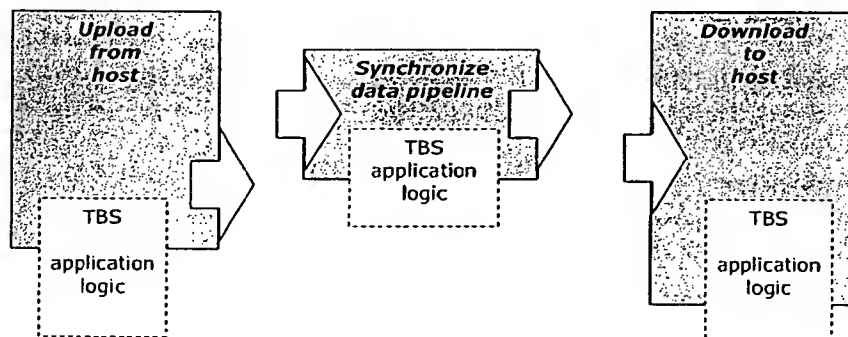 Upload
from
host
TBS
application
logic
Synchronize
data pipeline
TBS
application
logic
Download
to
host
TBS
application
logic